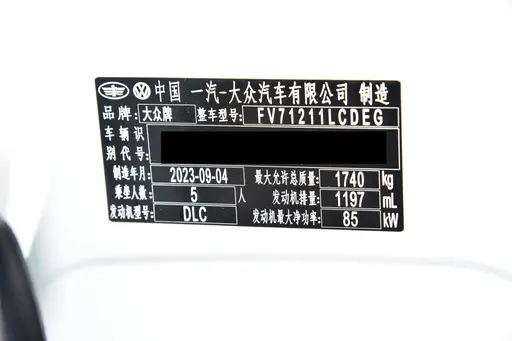 中国 一汽-大众汽车有限公司 制造
品牌: 大众牌 整车型号: FV71211LCDEG
车辆识
别代号:
制造年月: 2023-09-04 最大允许总质量: 1740 kg
乘坐人数: 5 人 发动机排量: 1197 mL
发动机型号: DLC 发动机最大净功率: 85 kW